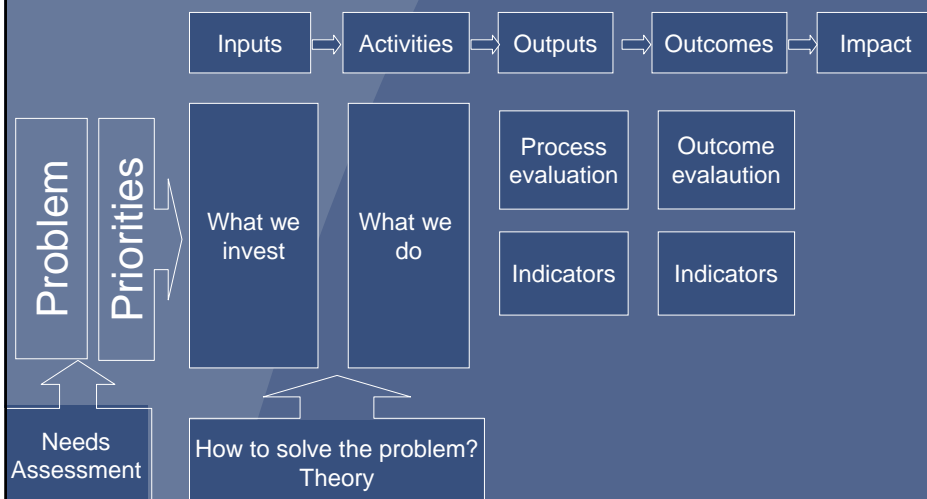 Inputs
Activities
Outputs
Outcomes
Impact
Problem
Priorities
What we
invest
What we
do
Process
evaluation
Outcome
evalaution
Indicators
Indicators
Needs
Assessment
How to solve the problem?
Theory